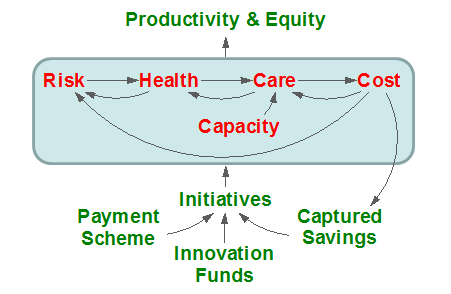 Productivity & Equity
Risk Health Care Cost
Capacity
Initiatives
Payment
Scheme
Captured
Savings
Innovation
Funds